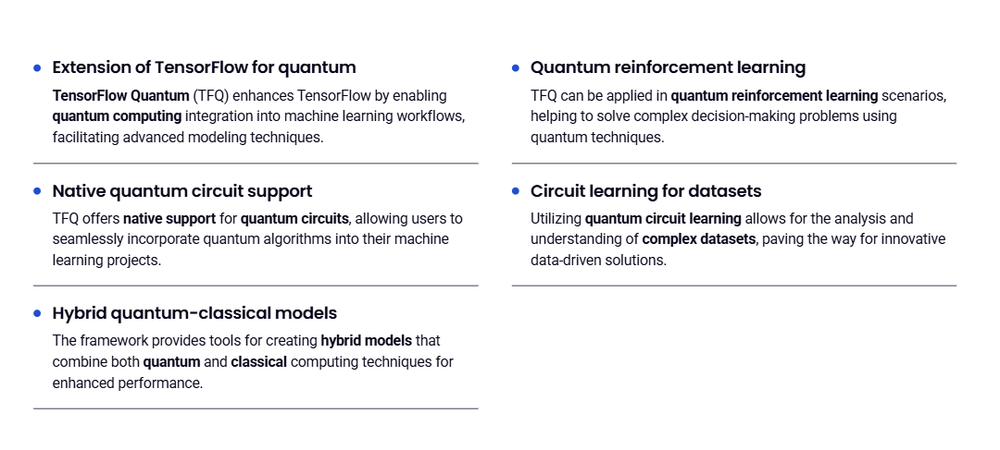 Extension of TensorFlow for quantum
TensorFlow Quantum (TFQ) enhances TensorFlow by enabling
quantum computing integration into machine learning workflows,
facilitating advanced modeling techniques.
Native quantum circuit support
TFQ offers native support for quantum circuits, allowing users to
seamlessly incorporate quantum algorithms into their machine
learning projects.
Hybrid quantum-classical models
The framework provides tools for creating hybrid models that
combine both quantum and classical computing techniques for
enhanced performance.
Quantum reinforcement learning
TFQ can be applied in quantum reinforcement learning scenarios,
helping to solve complex decision-making problems using
quantum techniques.
Circuit learning for datasets
Utilizing quantum circuit learning allows for the analysis and
understanding of complex datasets, paving the way for innovative
data-driven solutions.